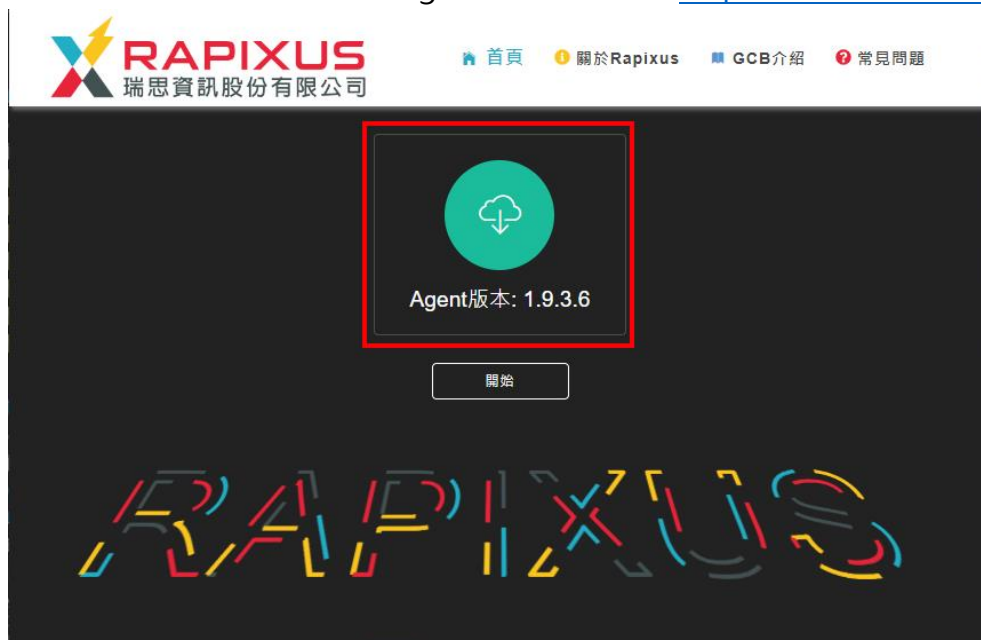 RAPIXUS
瑞思資訊股份有限公司
首頁 關於Rapixus GCB介紹 常見問題
Agent版本: 1.9.3.6
開始
RAPIXUS